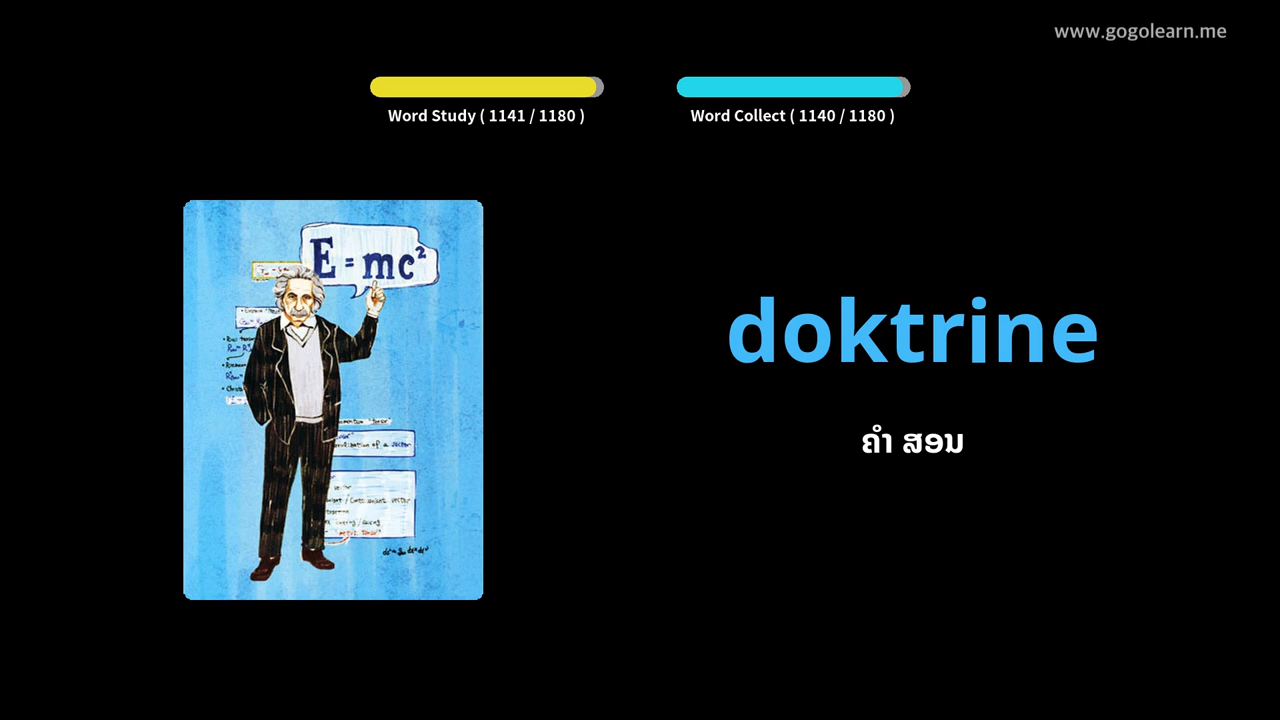 www.gogolearn.me
Word Study ( 1141 / 1180 )
Word Collect ( 1140 / 1180 )
E = mc²
doktrine
ຄຳ ສອນ